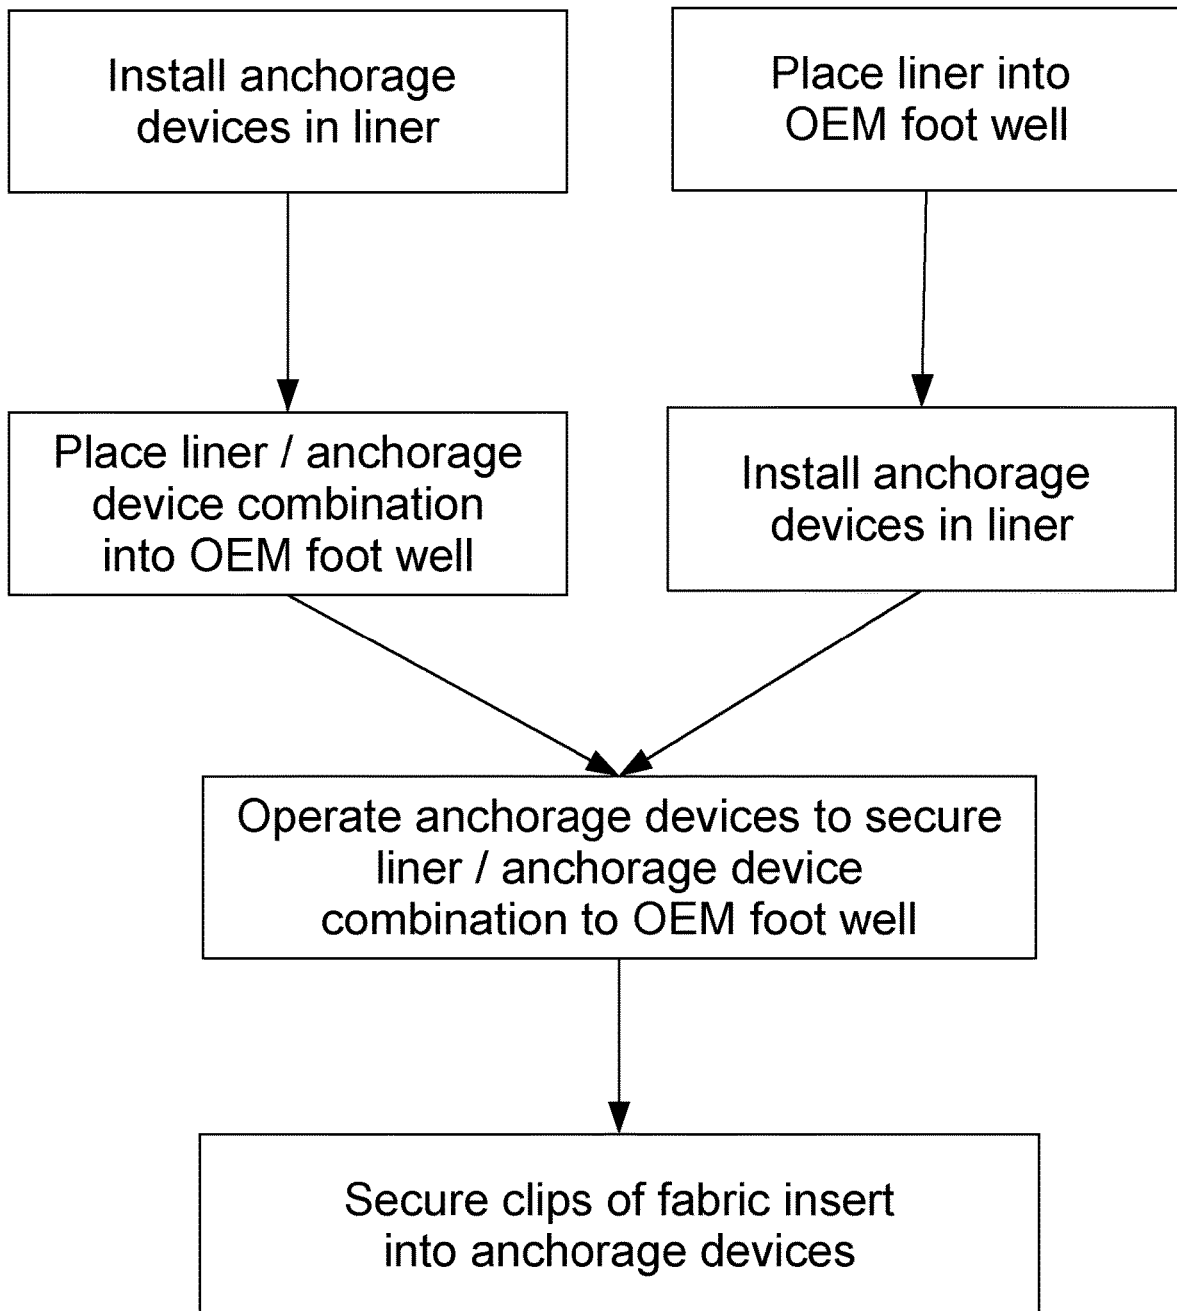 Install anchorage
devices in liner
Place liner into
OEM foot well
Place liner / anchorage
device combination
into OEM foot well
Install anchorage
devices in liner
Operate anchorage devices to secure
liner / anchorage device
combination to OEM foot well
Secure clips of fabric insert
into anchorage devices